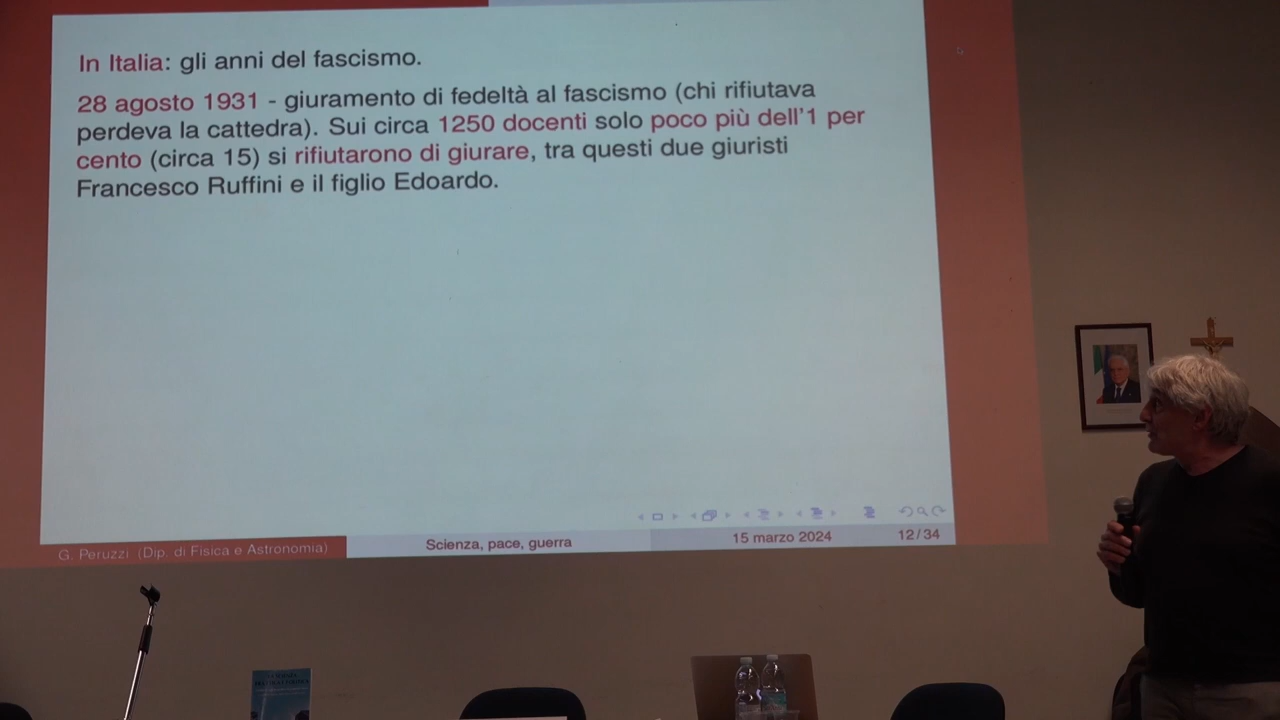 In Italia: gli anni del fascismo.
28 agosto 1931 - giuramento di fedeltà al fascismo (chi rifiutava
perdeva la cattedra). Sui circa 1250 docenti solo poco più dell'1 per
cento (circa 15) si rifiutarono di giurare, tra questi due giuristi
Francesco Ruffini e il figlio Edoardo.
G. Peruzzi (Dip. di Fisica e Astronomia)
Scienza, pace, guerra
15 marzo 2024
12/34